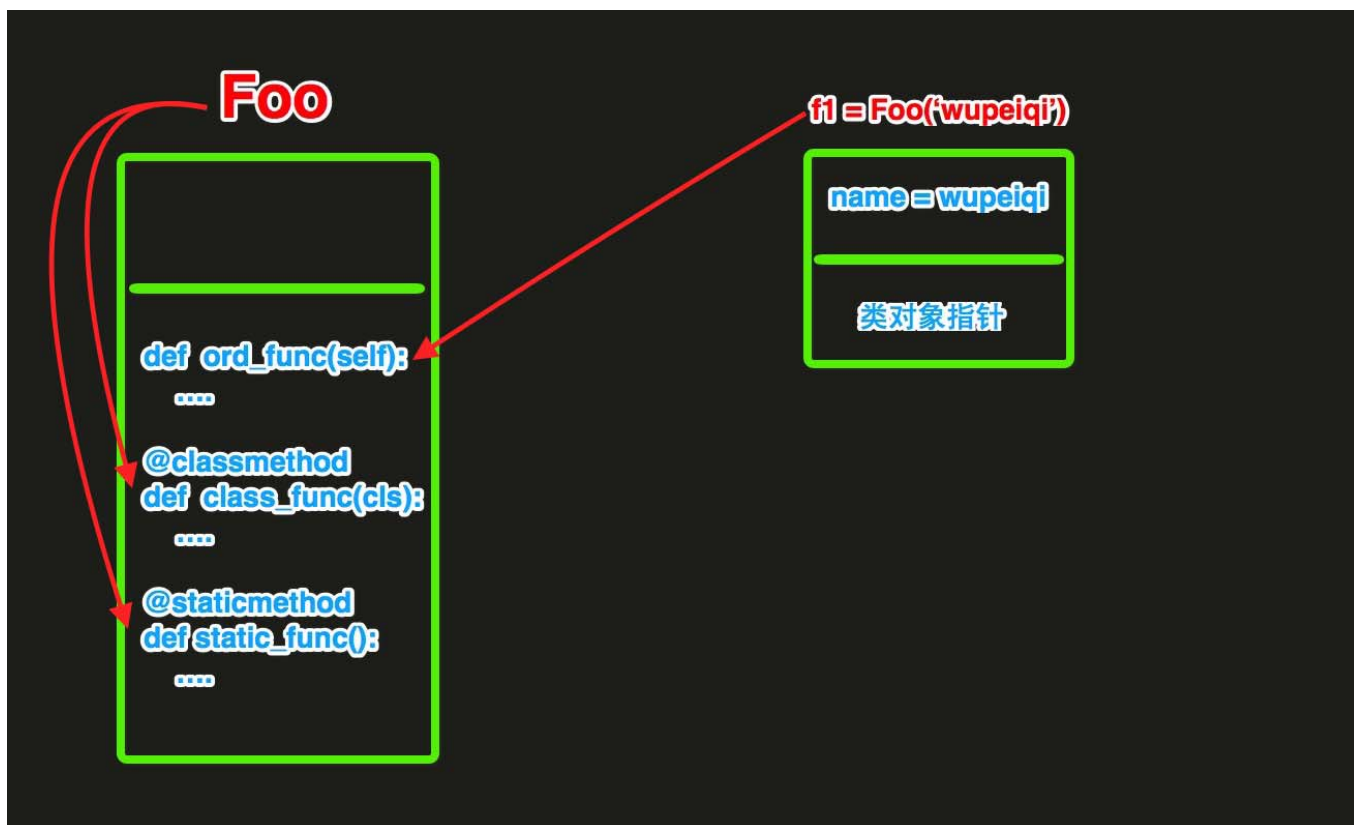 Foo
def ord_func(self):
....
@classmethod
def class_func(cls):
....
@staticmethod
def static_func():
....
f1 = Foo(‘wupeiqi’)
name = wupeiqi
类对象指针